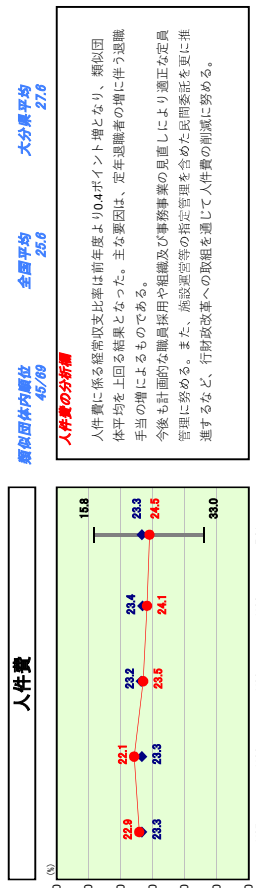 人件費
類似団体内順位
45/69
全国平均
25.6
大分県平均
27.6
(%)
15.8
33.0
22.9
22.1
23.5
24.1
24.5
23.3
23.3
23.2
23.4
23.3
人件費の分析欄
人件費に係る経常収支比率は前年度より0.4ポイント増となり、類似団
体平均を上回る結果となった。主な要因は、定年退職者の増に伴う退職
手当の増によるものである。
今後も計画的な職員採用や組織及び事務事業の見直しにより適正な定員
管理に努める。また、施設運営等の指定管理を含めた民間委託を更に推
進するなど、行財政改革への取組を通じて人件費の削減に努める。